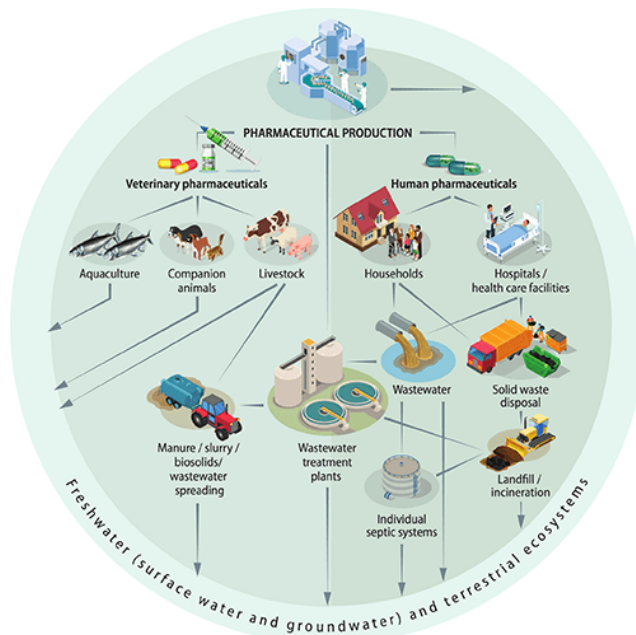 PHARMACEUTICAL PRODUCTION
Veterinary pharmaceuticals
Human pharmaceuticals
Aquaculture
Companion
animals
Livestock
Households
Hospitals /
health care facilities
Wastewater
Solid waste
disposal
Manure / slurry /
biosolids/
wastewater
spreading
Wastewater
treatment
plants
Landfill /
incineration
Individual
septic systems
Freshwater (surface water and groundwater) and terrestrial ecosystems